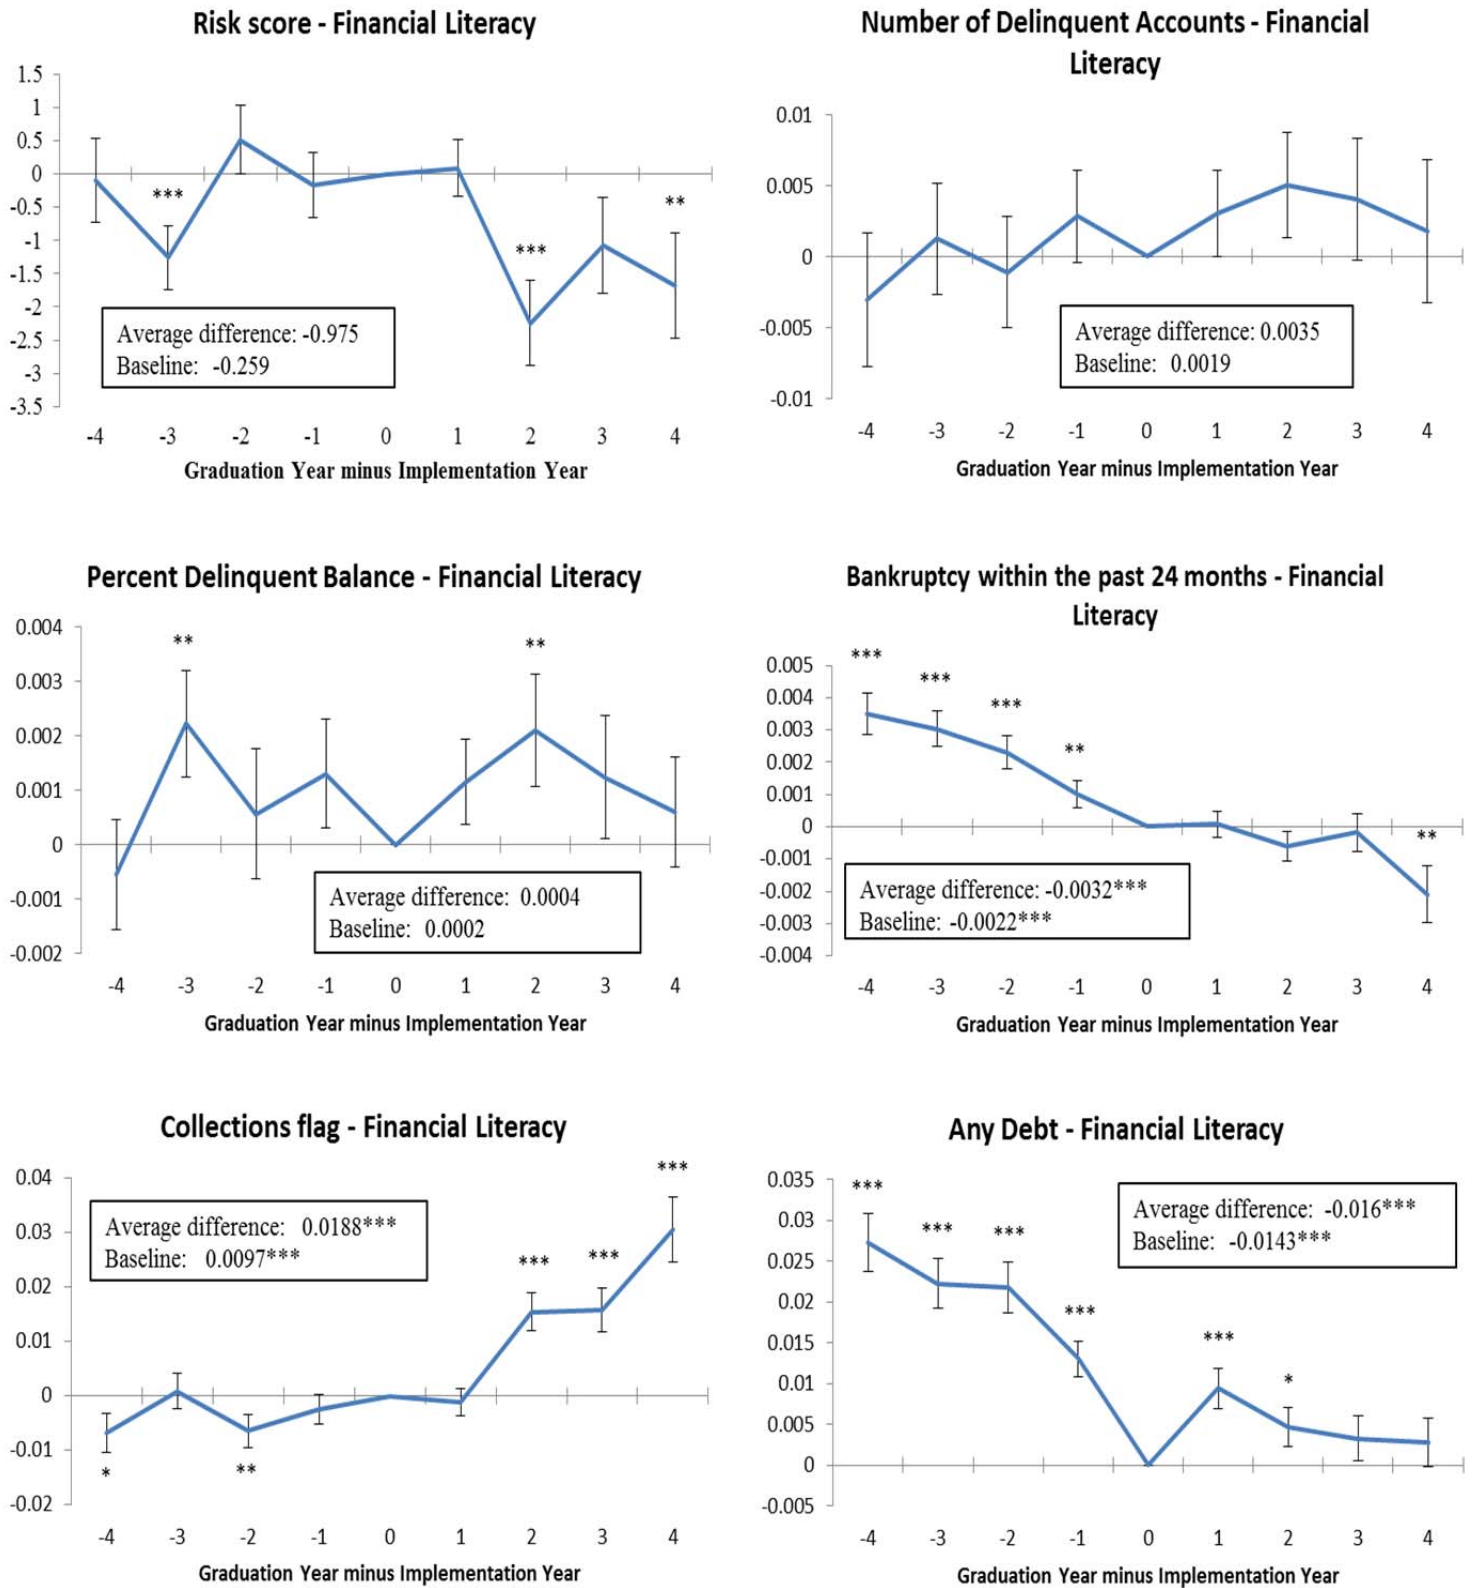 Risk score - Financial Literacy
1.5
1
0.5
0
-0.5
-1
-1.5
-2
-2.5
-3
-3.5
***
***
**
Average difference: -0.975
Baseline: -0.259
-4 -3 -2 -1 0 1 2 3 4
Graduation Year minus Implementation Year
Number of Delinquent Accounts - Financial
Literacy
0.01
0.005
0
-0.005
-0.01
Average difference: 0.0035
Baseline: 0.0019
-4 -3 -2 -1 0 1 2 3 4
Graduation Year minus Implementation Year
Percent Delinquent Balance - Financial Literacy
0.004
0.003
0.002
0.001
0
-0.001
-0.002
**
**
Average difference: 0.0004
Baseline: 0.0002
-4 -3 -2 -1 0 1 2 3 4
Graduation Year minus Implementation Year
Bankruptcy within the past 24 months - Financial
Literacy
0.005
0.004
0.003
0.002
0.001
0
-0.001
-0.002
-0.003
-0.004
***
***
***
**
**
Average difference: -0.0032***
Baseline: -0.0022***
-4 -3 -2 -1 0 1 2 3 4
Graduation Year minus Implementation Year
Collections flag - Financial Literacy
0.04
0.03
0.02
0.01
0
-0.01
-0.02
***
***
***
*
**
Average difference: 0.0188***
Baseline: 0.0097***
-4 -3 -2 -1 0 1 2 3 4
Graduation Year minus Implementation Year
Any Debt - Financial Literacy
0.035
0.03
0.025
0.02
0.015
0.01
0.005
0
-0.005
***
***
***
***
***
*
Average difference: -0.016***
Baseline: -0.0143***
-4 -3 -2 -1 0 1 2 3 4
Graduation Year minus Implementation Year